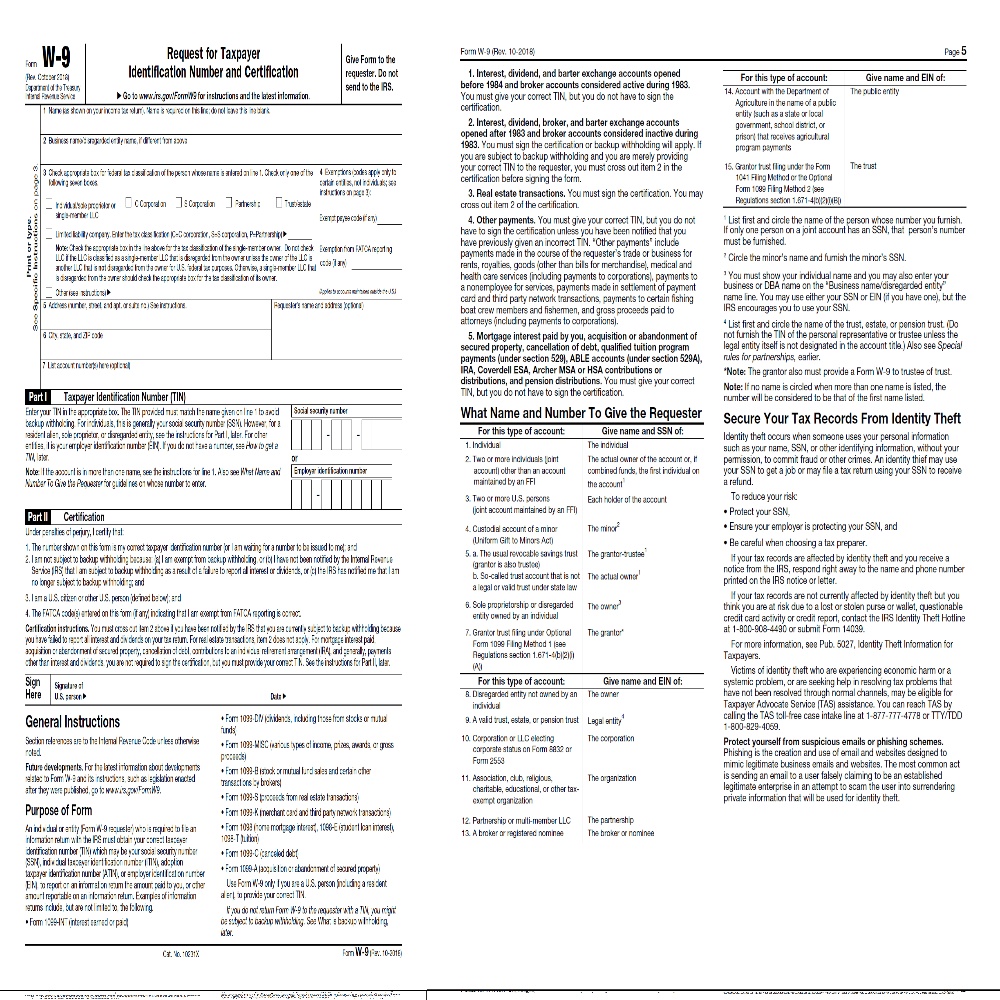 Form W-9
(Rev. October 2018)
Department of the Treasury
Internal Revenue Service
Request for Taxpayer
Identification Number and Certification
▶ Go to www.irs.gov/FormW9 for instructions and the latest information.
Give Form to the
requester. Do not
send to the IRS.
Print or type.
See Specific Instructions on page 3.
1 Name (as shown on your income tax return). Name is required on this line; do not leave this line blank.
2 Business name/disregarded entity name, if different from above
3 Check appropriate box for federal tax classification of the person whose name is entered on line 1. Check only one of the
following seven boxes.
Individual/sole proprietor or
single-member LLC
C Corporation
S Corporation
Partnership
Trust/estate
Limited liability company. Enter the tax classification (C=C corporation, S=S corporation, P=Partnership) ▶
Note: Check the appropriate box in the line above for the tax classification of the single-member owner. Do not check
LLC if the LLC is classified as a single-member LLC that is disregarded from the owner unless the owner of the LLC is
another LLC that is not disregarded from the owner for U.S. federal tax purposes. Otherwise, a single-member LLC that
is disregarded from the owner should check the appropriate box for the tax classification of its owner.
Other (see instructions) ▶
4 Exemptions (codes apply only to
certain entities, not individuals; see
instructions on page 3):
Exempt payee code (if any)
Exemption from FATCA reporting
code (if any)
(Applies to accounts maintained outside the U.S.)
5 Address (number, street, and apt. or suite no.) See instructions.
Requester's name and address (optional)
6 City, state, and ZIP code
7 List account number(s) here (optional)
Part I Taxpayer Identification Number (TIN)
Enter your TIN in the appropriate box. The TIN provided must match the name given on line 1 to avoid
backup withholding. For individuals, this is generally your social security number (SSN). However, for a
resident alien, sole proprietor, or disregarded entity, see the instructions for Part I, later. For other
entities, it is your employer identification number (EIN). If you do not have a number, see How to get a
TIN, later.
Note: If the account is in more than one name, see the instructions for line 1. Also see What Name and
Number To Give the Requester for guidelines on whose number to enter.
Social security number
– –
or
Employer identification number
–
Part II Certification
Under penalties of perjury, I certify that:
1. The number shown on this form is my correct taxpayer identification number (or I am waiting for a number to be issued to me); and
2. I am not subject to backup withholding because: (a) I am exempt from backup withholding, or (b) I have not been notified by the Internal Revenue
Service (IRS) that I am subject to backup withholding as a result of a failure to report all interest or dividends, or (c) the IRS has notified me that I am
no longer subject to backup withholding; and
3. I am a U.S. citizen or other U.S. person (defined below); and
4. The FATCA code(s) entered on this form (if any) indicating that I am exempt from FATCA reporting is correct.
Certification instructions. You must cross out item 2 above if you have been notified by the IRS that you are currently subject to backup withholding because
you have failed to report all interest and dividends on your tax return. For real estate transactions, item 2 does not apply. For mortgage interest paid,
acquisition or abandonment of secured property, cancellation of debt, contributions to an individual retirement arrangement (IRA), and generally, payments
other than interest and dividends, you are not required to sign the certification, but you must provide your correct TIN. See the instructions for Part II, later.
Sign
Here
Signature of
U.S. person ▶
Date ▶
General Instructions
Section references are to the Internal Revenue Code unless otherwise
noted.
Future developments. For the latest information about developments
related to Form W-9 and its instructions, such as legislation enacted
after they were published, go to www.irs.gov/FormW9.
Purpose of Form
An individual or entity (Form W-9 requester) who is required to file an
information return with the IRS must obtain your correct taxpayer
identification number (TIN) which may be your social security number
(SSN), individual taxpayer identification number (ITIN), adoption
taxpayer identification number (ATIN), or employer identification number
(EIN), to report on an information return the amount paid to you, or other
amount reportable on an information return. Examples of information
returns include, but are not limited to, the following.
• Form 1099-INT (interest earned or paid)
• Form 1099-DIV (dividends, including those from stocks or mutual
funds)
• Form 1099-MISC (various types of income, prizes, awards, or gross
proceeds)
• Form 1099-B (stock or mutual fund sales and certain other
transactions by brokers)
• Form 1099-S (proceeds from real estate transactions)
• Form 1099-K (merchant card and third party network transactions)
• Form 1098 (home mortgage interest), 1098-E (student loan interest),
1098-T (tuition)
• Form 1099-C (canceled debt)
• Form 1099-A (acquisition or abandonment of secured property)
Use Form W-9 only if you are a U.S. person (including a resident
alien), to provide your correct TIN.
If you do not return Form W-9 to the requester with a TIN, you might
be subject to backup withholding. See What is backup withholding,
later.
Cat. No. 10231X
Form W-9 (Rev. 10-2018)
Form W-9 (Rev. 10-2018)
Page 5
1. Interest, dividend, and barter exchange accounts opened
before 1984 and broker accounts considered active during 1983.
You must give your correct TIN, but you do not have to sign the
certification.
2. Interest, dividend, broker, and barter exchange accounts
opened after 1983 and broker accounts considered inactive during
1983. You must sign the certification or backup withholding will apply. If
you are subject to backup withholding and you are merely providing
your correct TIN to the requester, you must cross out item 2 in the
certification before signing the form.
3. Real estate transactions. You must sign the certification. You may
cross out item 2 of the certification.
4. Other payments. You must give your correct TIN, but you do not
have to sign the certification unless you have been notified that you
have previously given an incorrect TIN. “Other payments” include
payments made in the course of the requester's trade or business for
rents, royalties, goods (other than bills for merchandise), medical and
health care services (including payments to corporations), payments to
a nonemployee for services, payments made in settlement of payment
card and third party network transactions, payments to certain fishing
boat crew members and fishermen, and gross proceeds paid to
attorneys (including payments to corporations).
5. Mortgage interest paid by you, acquisition or abandonment of
secured property, cancellation of debt, qualified tuition program
payments (under section 529), ABLE accounts (under section 529A),
IRA, Coverdell ESA, Archer MSA or HSA contributions or
distributions, and pension distributions. You must give your correct
TIN, but you do not have to sign the certification.
What Name and Number To Give the Requester
For this type of account: Give name and SSN of:
1. Individual The individual
2. Two or more individuals (joint
account) other than an account
maintained by an FFI
The actual owner of the account or, if
combined funds, the first individual on
the account1
3. Two or more U.S. persons
(joint account maintained by an FFI)
Each holder of the account
4. Custodial account of a minor
(Uniform Gift to Minors Act)
The minor2
5. a. The usual revocable savings trust
(grantor is also trustee)
The grantor-trustee1
b. So-called trust account that is not
a legal or valid trust under state law
The actual owner1
6. Sole proprietorship or disregarded
entity owned by an individual
The owner3
7. Grantor trust filing under Optional
Form 1099 Filing Method 1 (see
Regulations section 1.671-4(b)(2)(i)
(A))
The grantor*
For this type of account: Give name and EIN of:
8. Disregarded entity not owned by an
individual
The owner
9. A valid trust, estate, or pension trust Legal entity4
10. Corporation or LLC electing
corporate status on Form 8832 or
Form 2553
The corporation
11. Association, club, religious,
charitable, educational, or other tax-
exempt organization
The organization
12. Partnership or multi-member LLC The partnership
13. A broker or registered nominee The broker or nominee
For this type of account: Give name and EIN of:
14. Account with the Department of
Agriculture in the name of a public
entity (such as a state or local
government, school district, or
prison) that receives agricultural
program payments
The public entity
15. Grantor trust filing under the Form
1041 Filing Method or the Optional
Form 1099 Filing Method 2 (see
Regulations section 1.671-4(b)(2)(i)(B))
The trust
1 List first and circle the name of the person whose number you furnish.
If only one person on a joint account has an SSN, that person's number
must be furnished.
2 Circle the minor's name and furnish the minor's SSN.
3 You must show your individual name and you may also enter your
business or DBA name on the “Business name/disregarded entity”
name line. You may use either your SSN or EIN (if you have one), but the
IRS encourages you to use your SSN.
4 List first and circle the name of the trust, estate, or pension trust. (Do
not furnish the TIN of the personal representative or trustee unless the
legal entity itself is not designated in the account title.) Also see Special
rules for partnerships, earlier.
*Note: The grantor also must provide a Form W-9 to trustee of trust.
Note: If no name is circled when more than one name is listed, the
number will be considered to be that of the first name listed.
Secure Your Tax Records From Identity Theft
Identity theft occurs when someone uses your personal information
such as your name, SSN, or other identifying information, without your
permission, to commit fraud or other crimes. An identity thief may use
your SSN to get a job or may file a tax return using your SSN to receive
a refund.
To reduce your risk:
• Protect your SSN,
• Ensure your employer is protecting your SSN, and
• Be careful when choosing a tax preparer.
If your tax records are affected by identity theft and you receive a
notice from the IRS, respond right away to the name and phone number
printed on the IRS notice or letter.
If your tax records are not currently affected by identity theft but you
think you are at risk due to a lost or stolen purse or wallet, questionable
credit card activity or credit report, contact the IRS Identity Theft Hotline
at 1-800-908-4490 or submit Form 14039.
For more information, see Pub. 5027, Identity Theft Information for
Taxpayers.
Victims of identity theft who are experiencing economic harm or a
systemic problem, or are seeking help in resolving tax problems that
have not been resolved through normal channels, may be eligible for
Taxpayer Advocate Service (TAS) assistance. You can reach TAS by
calling the TAS toll-free case intake line at 1-877-777-4778 or TTY/TDD
1-800-829-4059.
Protect yourself from suspicious emails or phishing schemes.
Phishing is the creation and use of email and websites designed to
mimic legitimate business emails and websites. The most common act
is sending an email to a user falsely claiming to be an established
legitimate enterprise in an attempt to scam the user into surrendering
private information that will be used for identity theft.